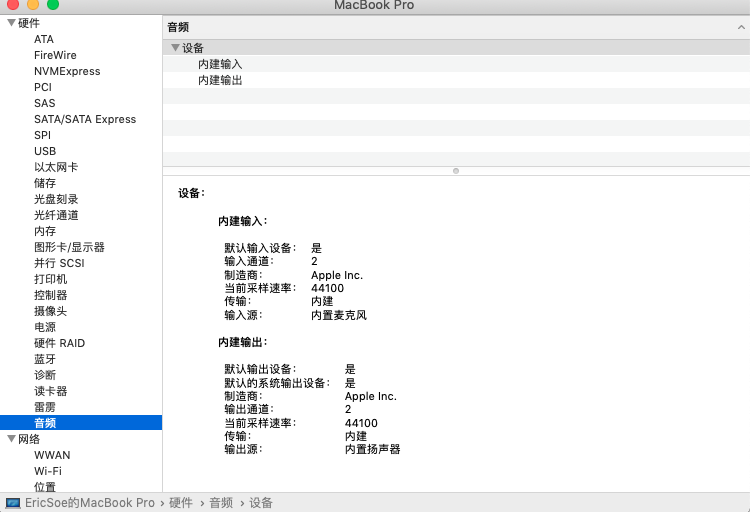 MacBook Pro
硬件
ATA
FireWire
NVMExpress
PCI
SAS
SATA/SATA Express
SPI
USB
以太网卡
储存
光盘刻录
光纤通道
内存
图形卡/显示器
并行 SCSI
打印机
控制器
摄像头
电源
硬件 RAID
蓝牙
诊断
读卡器
雷雳
音频
网络
WWAN
Wi-Fi
位置
音频
设备
内建输入
内建输出
设备：
内建输入：
默认输入设备： 是
输入通道： 2
制造商： Apple Inc.
当前采样速率： 44100
传输： 内建
输入源： 内置麦克风
内建输出：
默认输出设备： 是
默认的系统输出设备： 是
制造商： Apple Inc.
输出通道： 2
当前采样速率： 44100
传输： 内建
输出源： 内置扬声器
EricSoe的MacBook Pro › 硬件 › 音频 › 设备